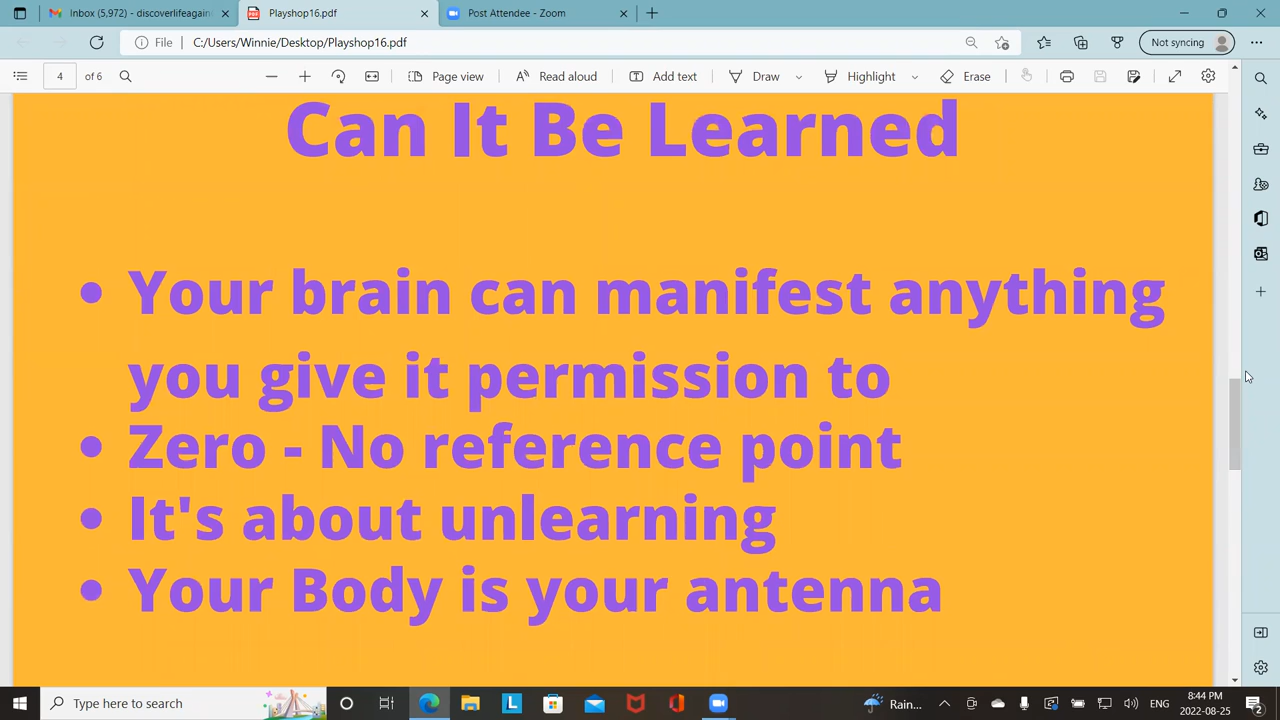 Inbox (5,972) - discoverlifeagain
Playshop16.pdf
Post Attendee - Zoom
File
C:/Users/Winnie/Desktop/Playshop16.pdf
Not syncing
4 of 6
Page view
Read aloud
Add text
Draw
Highlight
Erase
Can It Be Learned
• Your brain can manifest anything
you give it permission to
• Zero - No reference point
• It's about unlearning
• Your Body is your antenna
Type here to search
Rain...
ENG
8:44 PM
2022-08-25
2